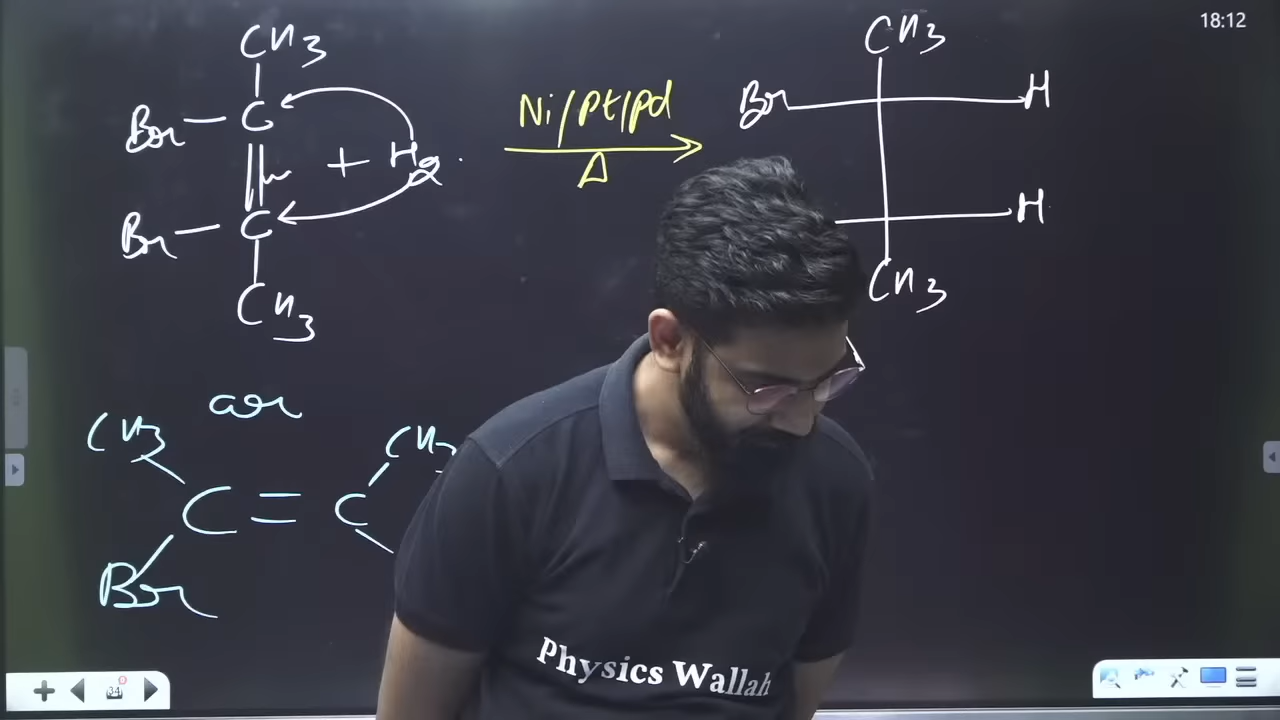 18:12
CH3
Br-C
+ H2
Br-C
CH3
Ni/Pt/Pd
Δ
CH3
Br H
H
CH3
or
CH3 CH3
C=C
Br
Physics Wallah
34